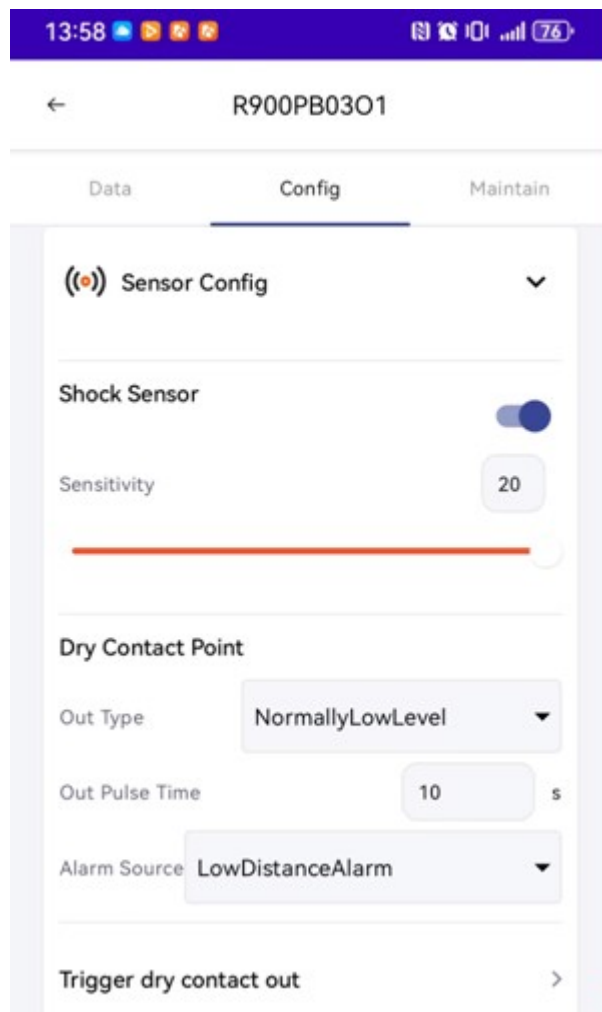 13:58 76
R900PB03O1
Data Config Maintain
Sensor Config
Shock Sensor
Sensitivity 20
Dry Contact Point
Out Type NormallyLowLevel
Out Pulse Time 10 s
Alarm Source LowDistanceAlarm
Trigger dry contact out